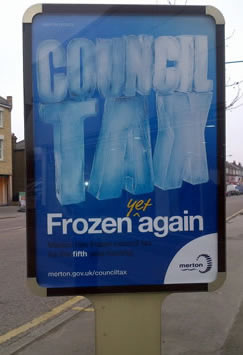 COUNCIL
TAX
yet
Frozen again
fifth
merton.gov.uk/counciltax
merton